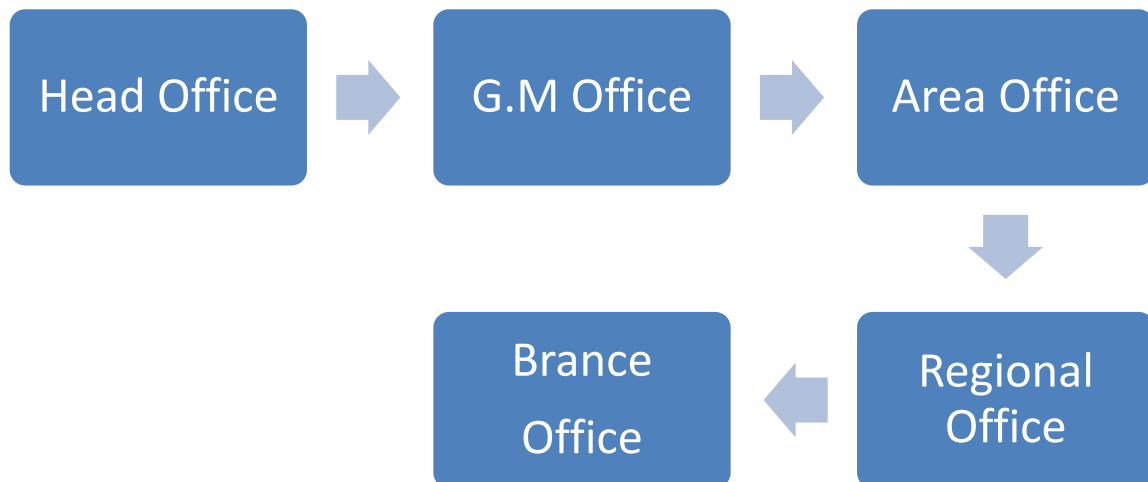 Head Office
G.M Office
Area Office
Regional
Office
Brance
Office